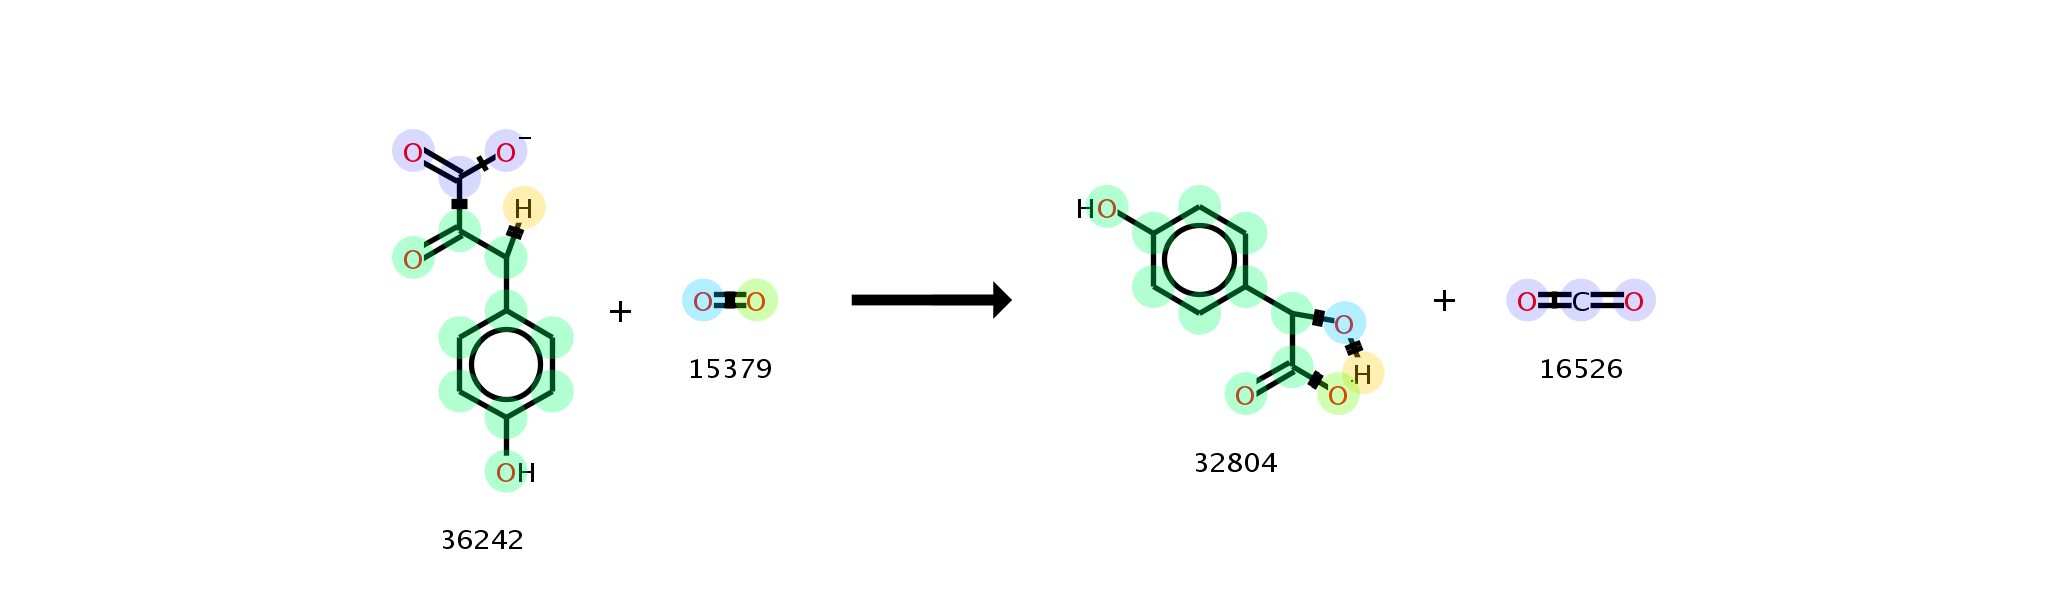 O O −
H
O
OH
36242
+
O O
15379
HO
O
H
O O
32804
+
O C O
16526